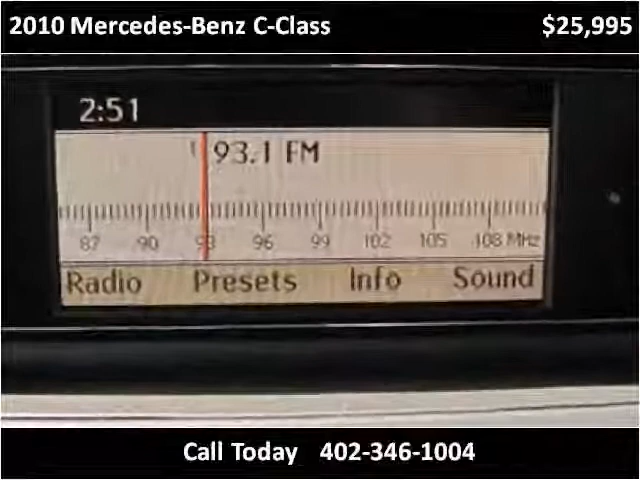 2010 Mercedes-Benz C-Class $25,995
2:51
93.1 FM
87 90 93 96 99 102 105 108 MHz
Radio Presets Info Sound
Call Today 402-346-1004